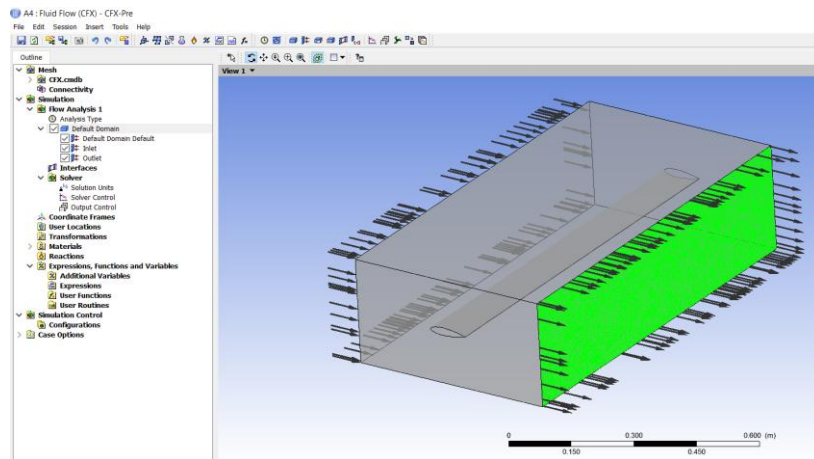 A4 : Fluid Flow (CFX) - CFX-Pre
File Edit Session Insert Tools Help
Outline
Mesh
CFX.cmdb
Connectivity
Simulation
Flow Analysis 1
Analysis Type
Default Domain
Default Domain Default
Inlet
Outlet
Interfaces
Solver
Solution Units
Solver Control
Output Control
Coordinate Frames
User Locations
Transformations
Materials
Reactions
Expressions, Functions and Variables
Additional Variables
Expressions
User Functions
User Routines
Simulation Control
Configurations
Case Options
View 1
0 0.300 0.600 (m)
0.150 0.450